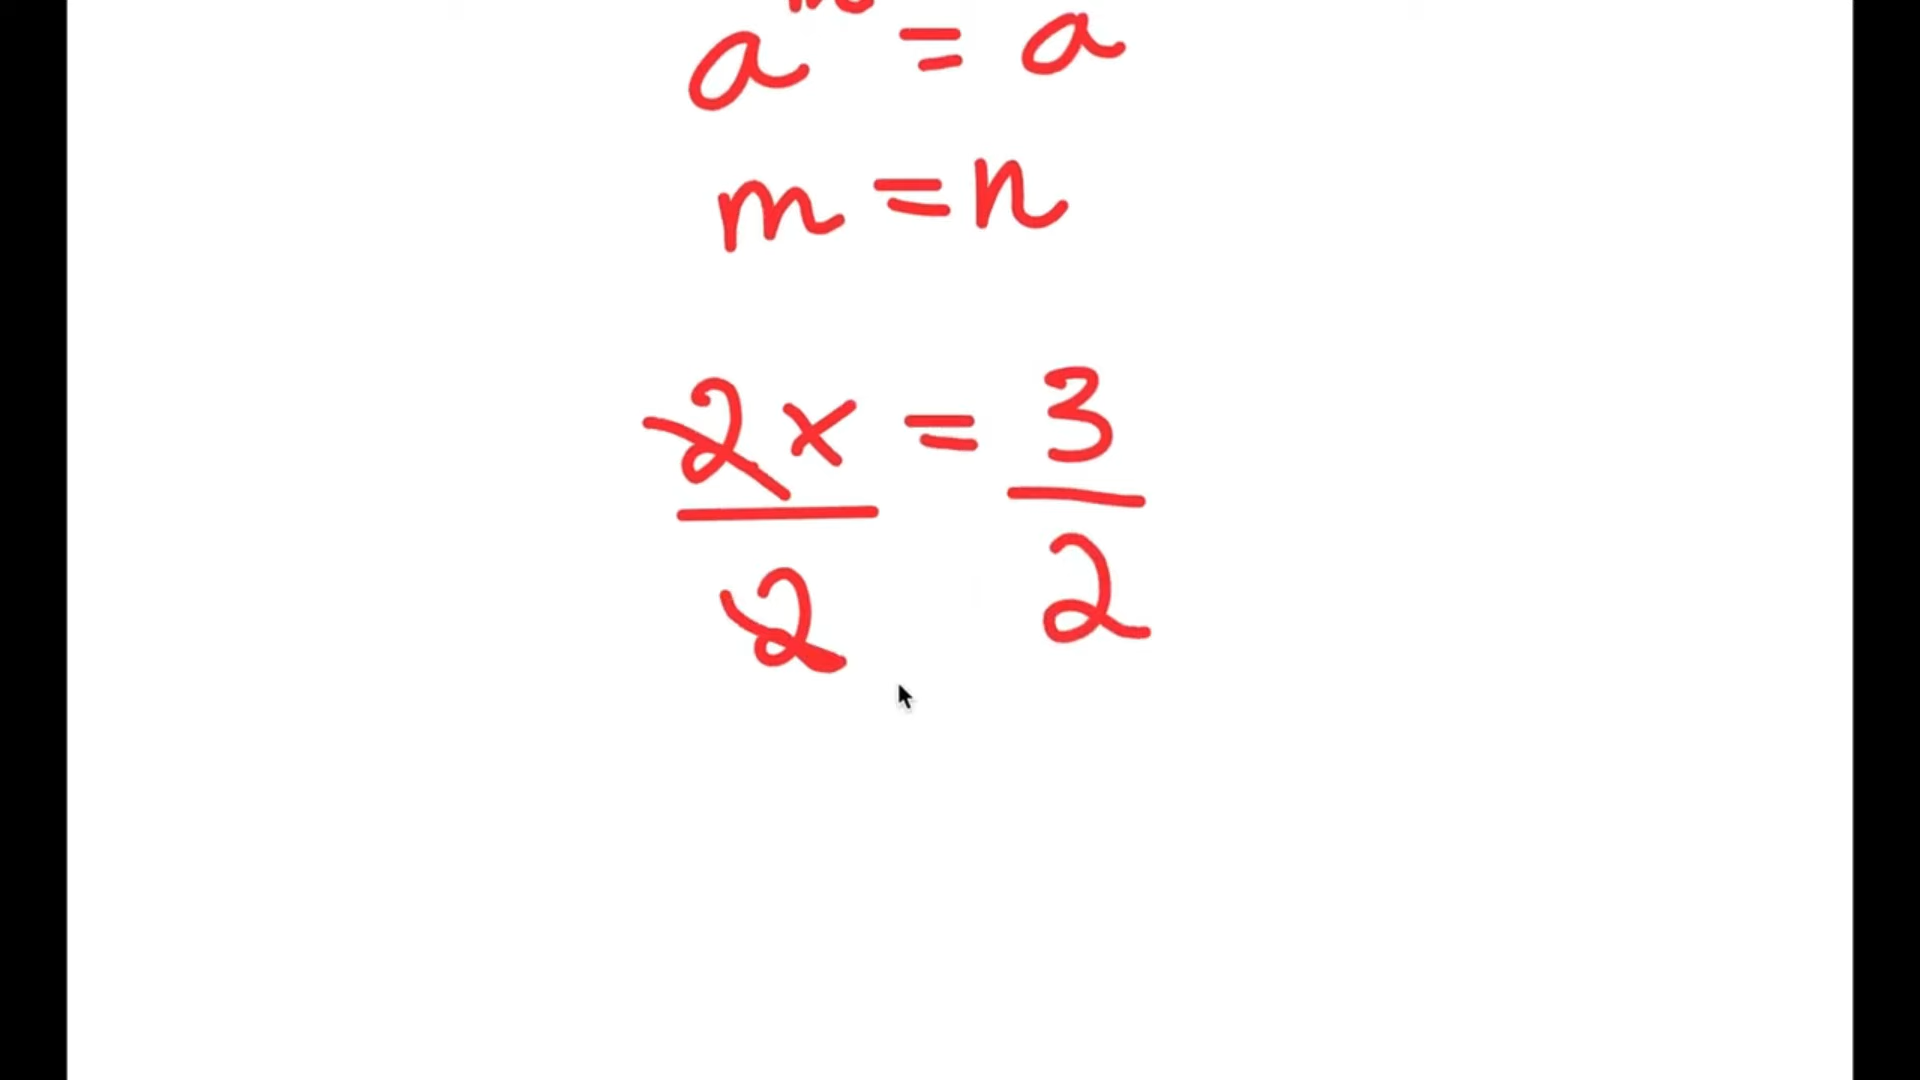 a^m = a
m = n
2x = 3
2 2